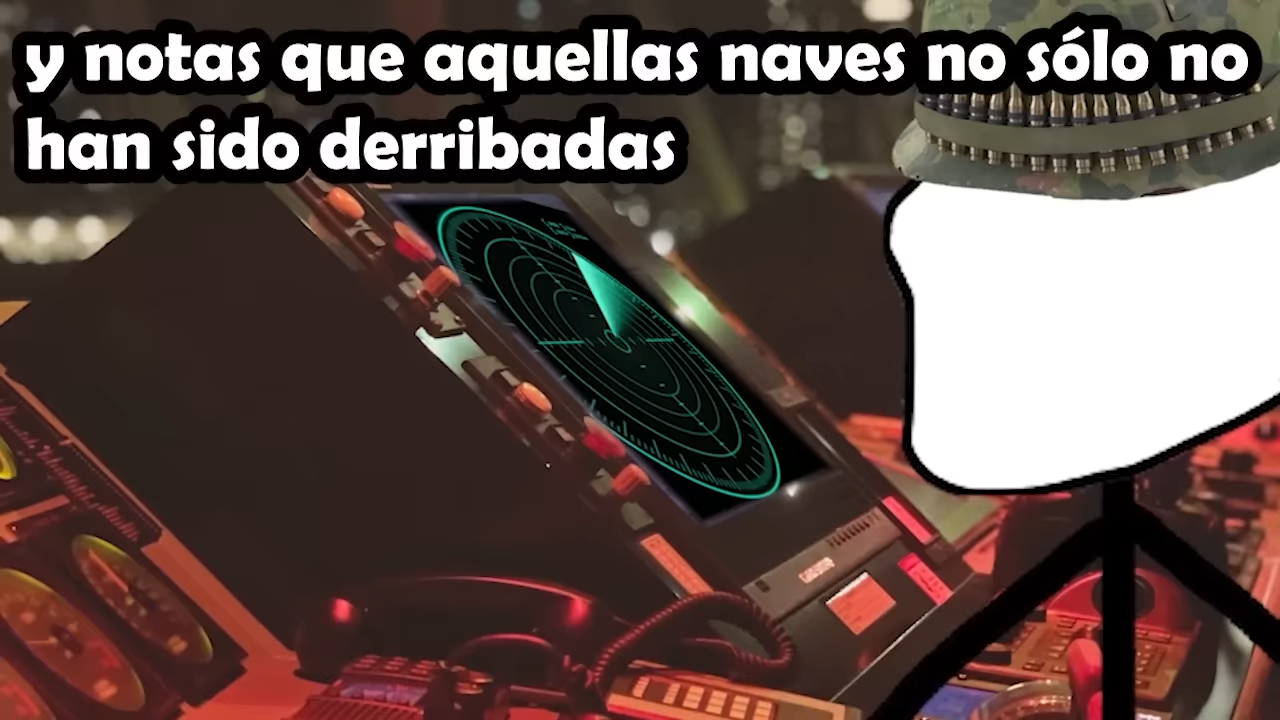 y notas que aquellas naves no sólo no
han sido derribadas